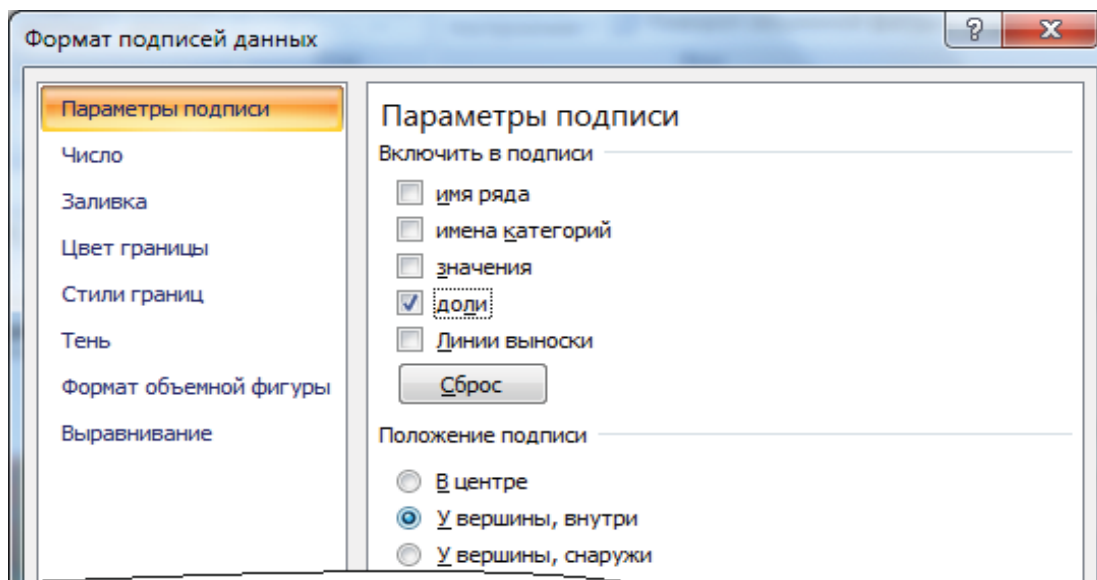 Формат подписей данных
?
Параметры подписи
Число
Заливка
Цвет границы
Стили границ
Тень
Формат объемной фигуры
Выравнивание
Параметры подписи
Включить в подписи
имя ряда
имена категорий
значения
доли
Линии выноски
Сброс
Положение подписи
В центре
У вершины, внутри
У вершины, снаружи